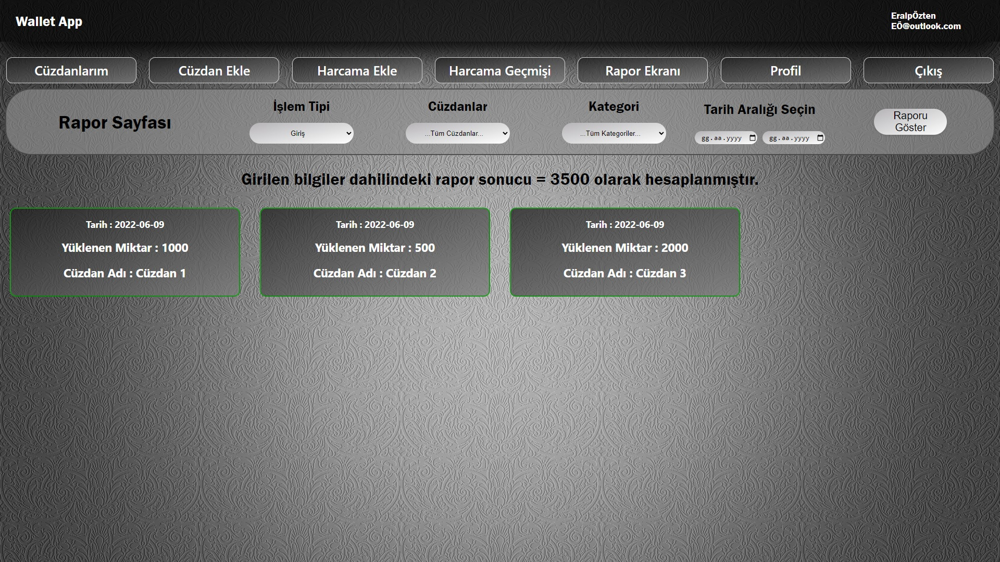 Wallet App
EralpÖzten
EÖ@outlook.com
Cüzdanlarım
Cüzdan Ekle
Harcama Ekle
Harcama Geçmişi
Rapor Ekranı
Profil
Çıkış
Rapor Sayfası
İşlem Tipi
Giriş
Cüzdanlar
...Tüm Cüzdanlar...
Kategori
...Tüm Kategoriler...
Tarih Aralığı Seçin
gg.aa.yyyy
gg.aa.yyyy
Raporu
Göster
Girilen bilgiler dahilindeki rapor sonucu = 3500 olarak hesaplanmıştır.
Tarih : 2022-06-09
Yüklenen Miktar : 1000
Cüzdan Adı : Cüzdan 1
Tarih : 2022-06-09
Yüklenen Miktar : 500
Cüzdan Adı : Cüzdan 2
Tarih : 2022-06-09
Yüklenen Miktar : 2000
Cüzdan Adı : Cüzdan 3